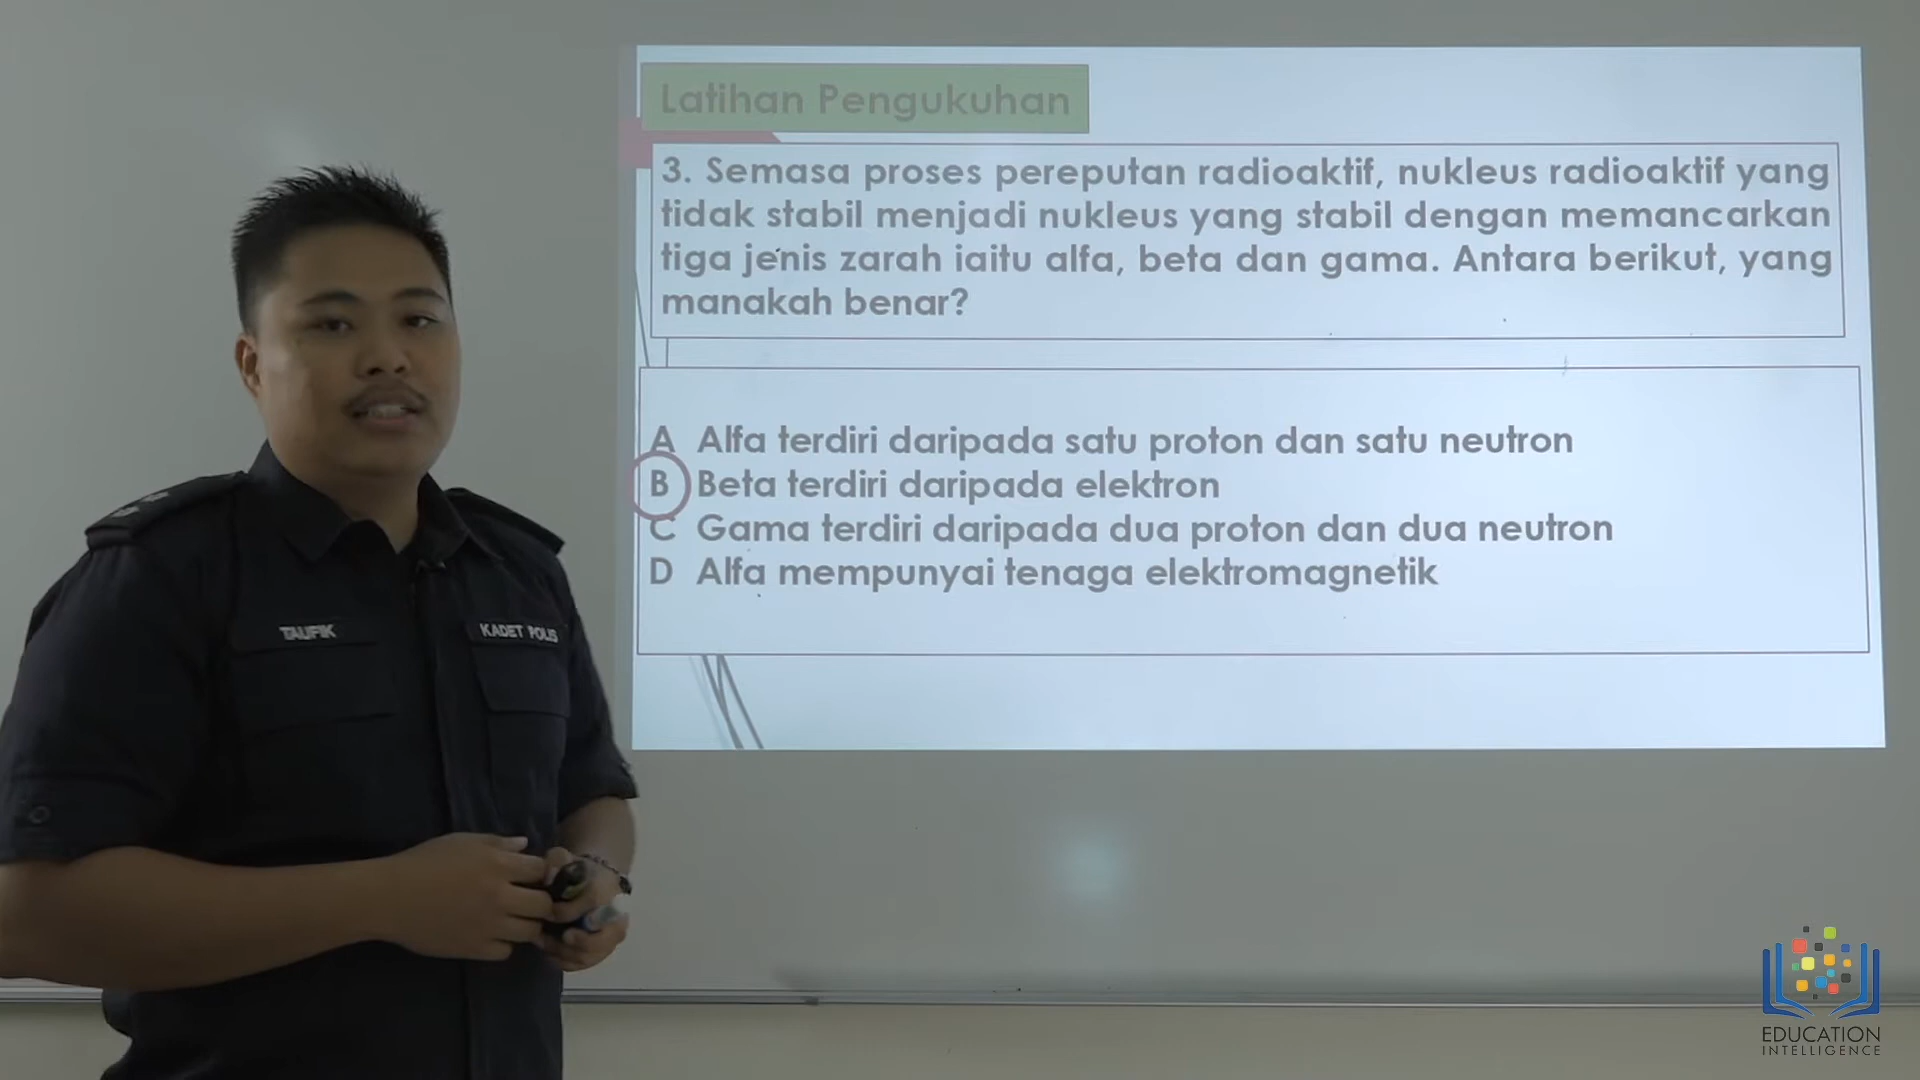 Latihan Pengukuhan
3. Semasa proses pereputan radioaktif, nukleus radioaktif yang
tidak stabil menjadi nukleus yang stabil dengan memancarkan
tiga jenis zarah iaitu alfa, beta dan gama. Antara berikut, yang
manakah benar?
A Alfa terdiri daripada satu proton dan satu neutron
B Beta terdiri daripada elektron
C Gama terdiri daripada dua proton dan dua neutron
D Alfa mempunyai tenaga elektromagnetik
TAUFIK
KADET POLIS
EDUCATION
INTELLIGENCE